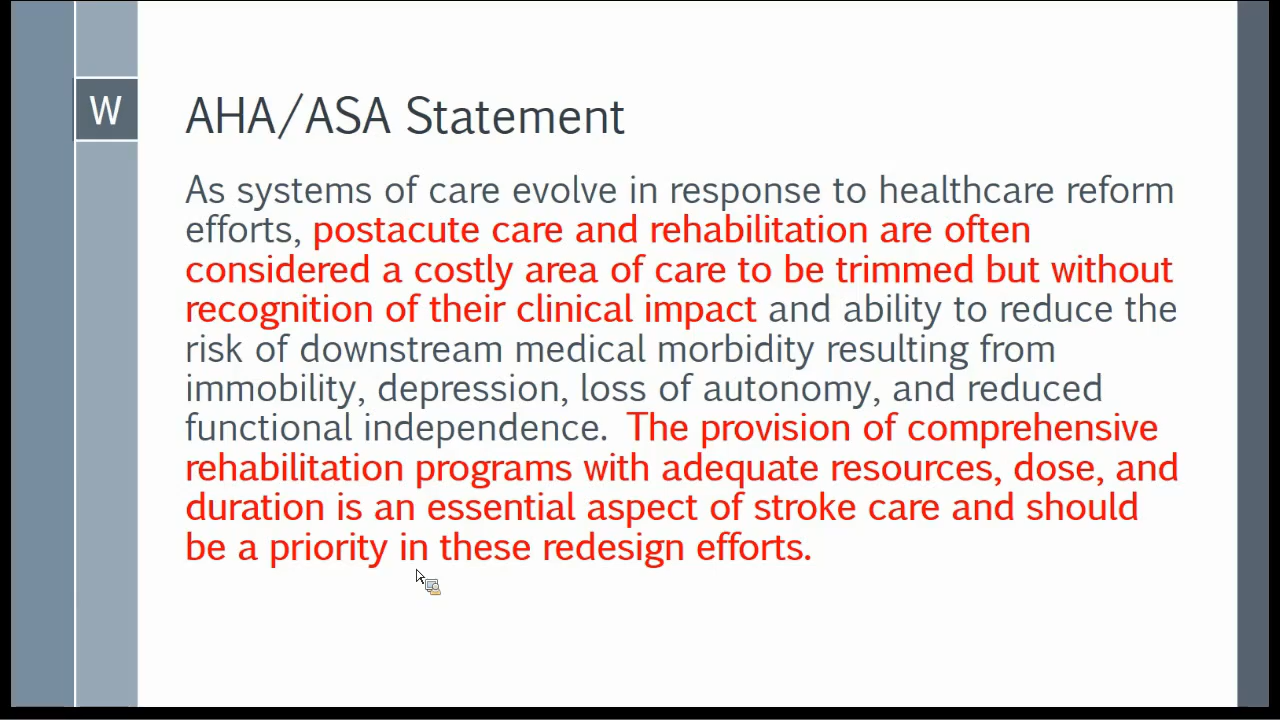 W
AHA/ASA Statement
As systems of care evolve in response to healthcare reform
efforts, postacute care and rehabilitation are often
considered a costly area of care to be trimmed but without
recognition of their clinical impact and ability to reduce the
risk of downstream medical morbidity resulting from
immobility, depression, loss of autonomy, and reduced
functional independence.  The provision of comprehensive
rehabilitation programs with adequate resources, dose, and
duration is an essential aspect of stroke care and should
be a priority in these redesign efforts.